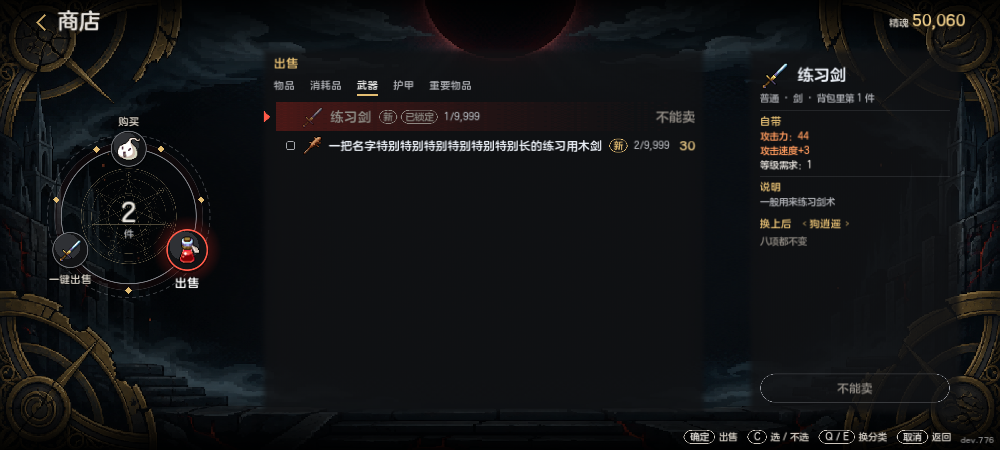 商店
精魂 50,060
出售
物品 消耗品 武器 护甲 重要物品
练习剑 新 已锁定 1/9,999 不能卖
一把名字特别特别特别特别特别特别长的练习用木剑 新 2/9,999 30
购买
2
件
一键出售
出售
练习剑
普通 · 剑 · 背包里第 1 件
自带
攻击力: 44
攻击速度+3
等级需求: 1
说明
一般用来练习剑术
换上后 ‹ 狗逍遥 ›
八项都不变
不能卖
确定 出售 C 选 / 不选 Q / E 换分类 取消 返回
dev.776